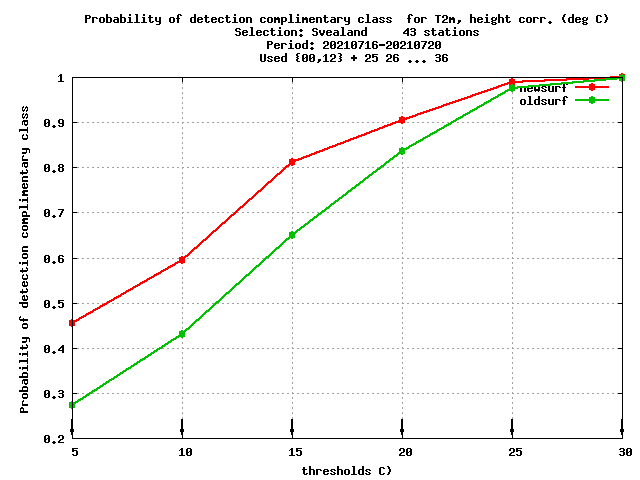 Probability of detection complimentary class  for T2m, height corr. (deg C)
Selection: Svealand     43 stations
Period: 20210716-20210720
Used {00,12} + 25 26 ... 36
Probability of detection complimentary class
1
0.9
0.8
0.7
0.6
0.5
0.4
0.3
0.2
newsurf
oldsurf
5 10 15 20 25 30
thresholds C)